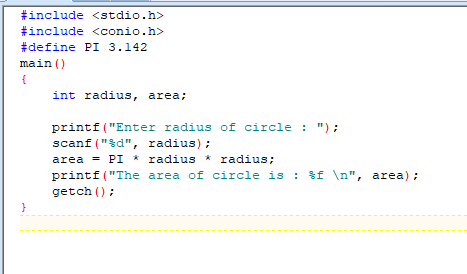 #include <stdio.h>
#include <conio.h>
#define PI 3.142
main()
{
    int radius, area;

    printf("Enter radius of circle : ");
    scanf("%d", radius);
    area = PI * radius * radius;
    printf("The area of circle is : %f \n", area);
    getch();
}